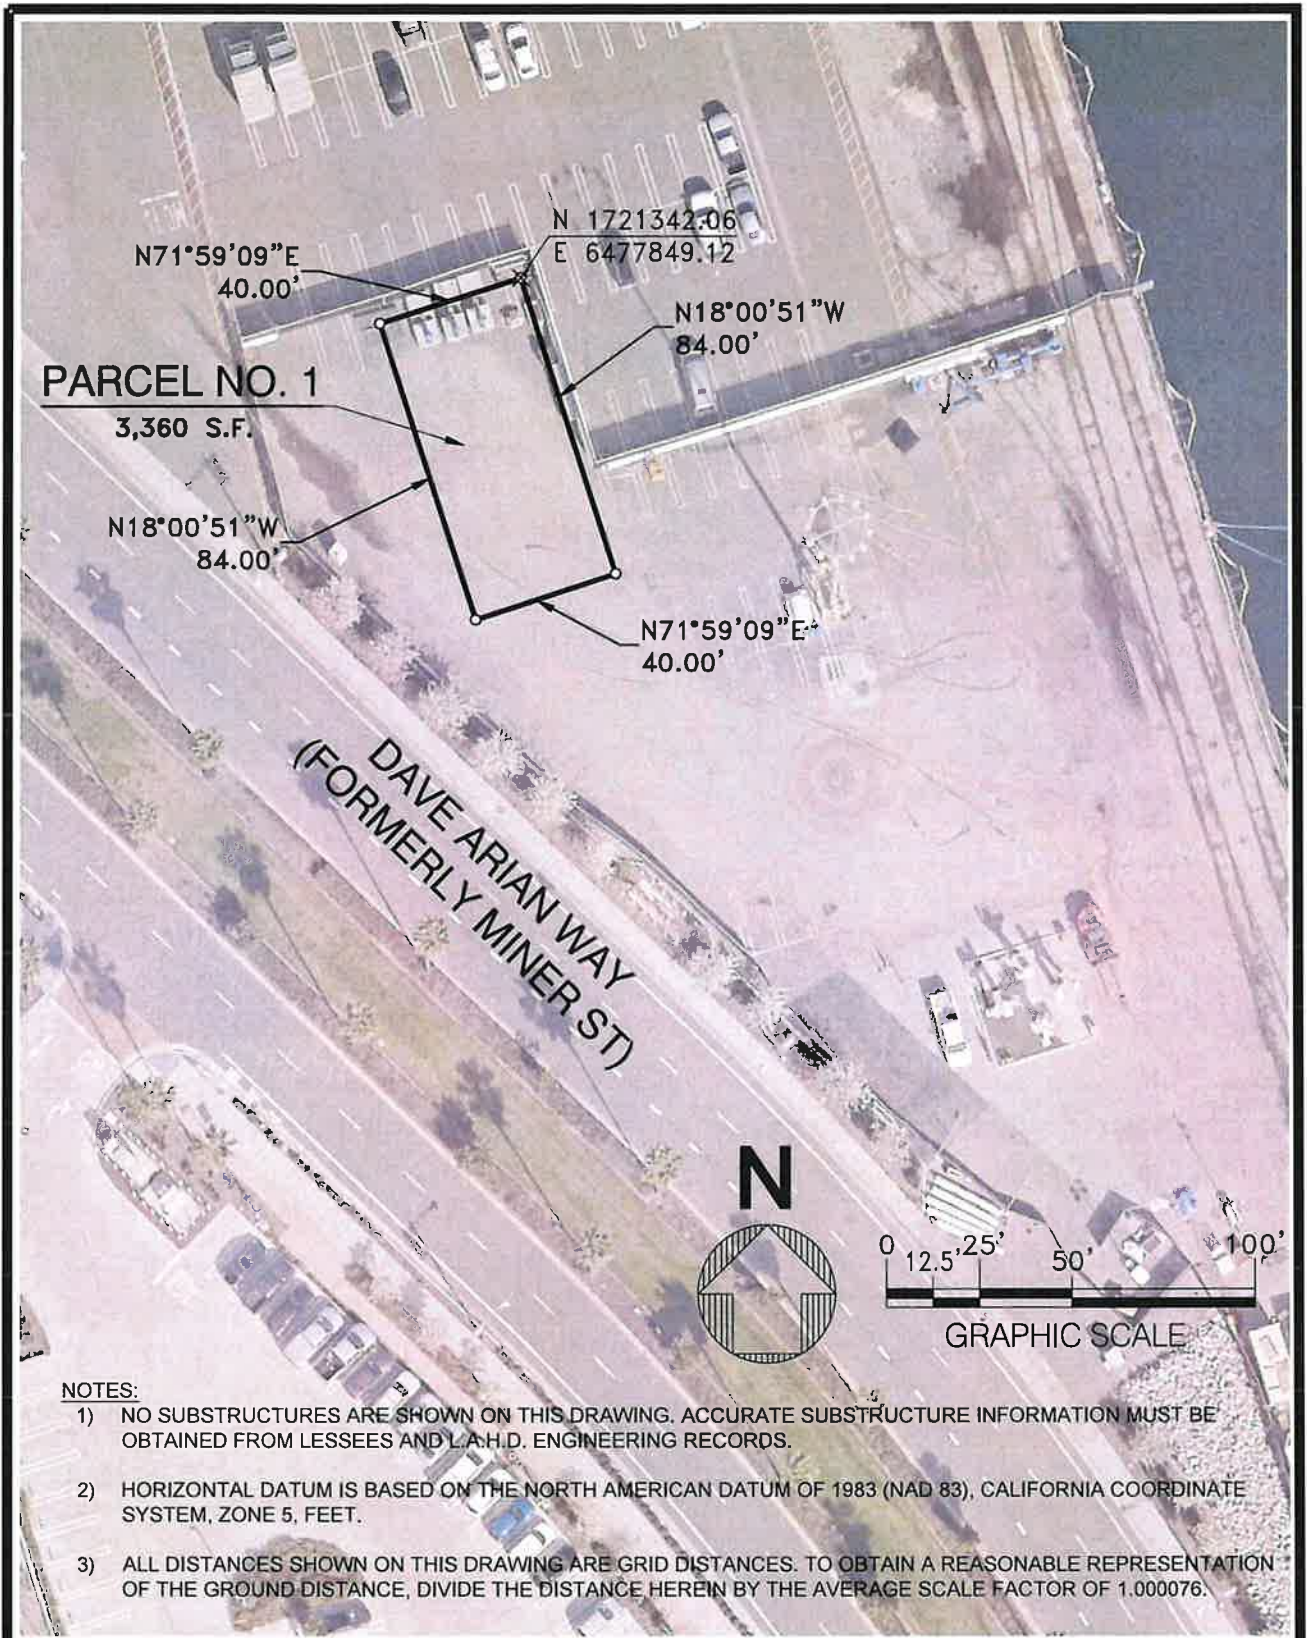 N 1721342.06
E 6477849.12
N71°59'09"E
40.00'
N18°00'51"W
84.00'
PARCEL NO. 1
3,360 S.F.
N18°00'51"W
84.00'
N71°59'09"E
40.00'
DAVE ARIAN WAY
(FORMERLY MINER ST)
N
0 12.5' 25' 50' 100'
GRAPHIC SCALE
NOTES:
1) NO SUBSTRUCTURES ARE SHOWN ON THIS DRAWING. ACCURATE SUBSTRUCTURE INFORMATION MUST BE
OBTAINED FROM LESSEES AND L.A.H.D. ENGINEERING RECORDS.
2) HORIZONTAL DATUM IS BASED ON THE NORTH AMERICAN DATUM OF 1983 (NAD 83), CALIFORNIA COORDINATE
SYSTEM, ZONE 5, FEET.
3) ALL DISTANCES SHOWN ON THIS DRAWING ARE GRID DISTANCES. TO OBTAIN A REASONABLE REPRESENTATION
OF THE GROUND DISTANCE, DIVIDE THE DISTANCE HEREIN BY THE AVERAGE SCALE FACTOR OF 1.000076.